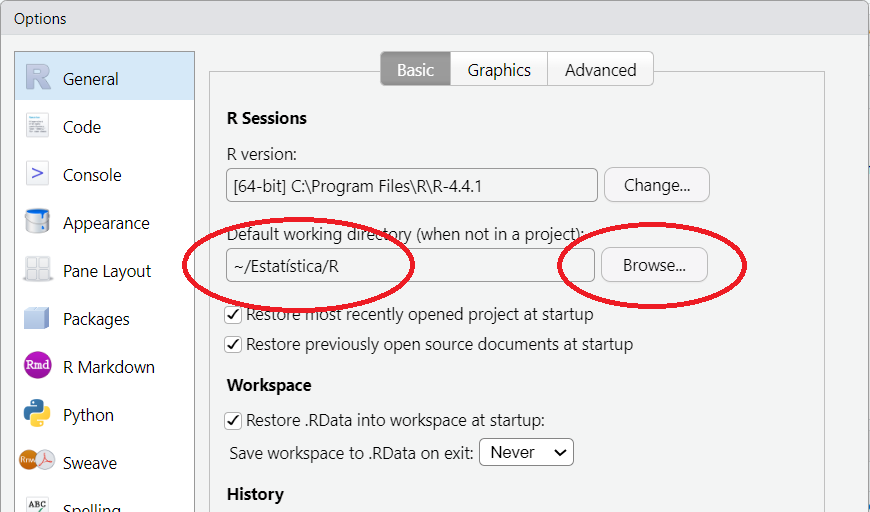 Options
General
Code
Console
Appearance
Pane Layout
Packages
Rmd R Markdown
Python
Rnw Sweave
ABC Spelling
Basic Graphics Advanced
R Sessions
R version:
[64-bit] C:\Program Files\R\R-4.4.1 Change...
Default working directory (when not in a project):
~/Estatística/R Browse...
Restore most recently opened project at startup
Restore previously open source documents at startup
Workspace
Restore .RData into workspace at startup:
Save workspace to .RData on exit: Never
History